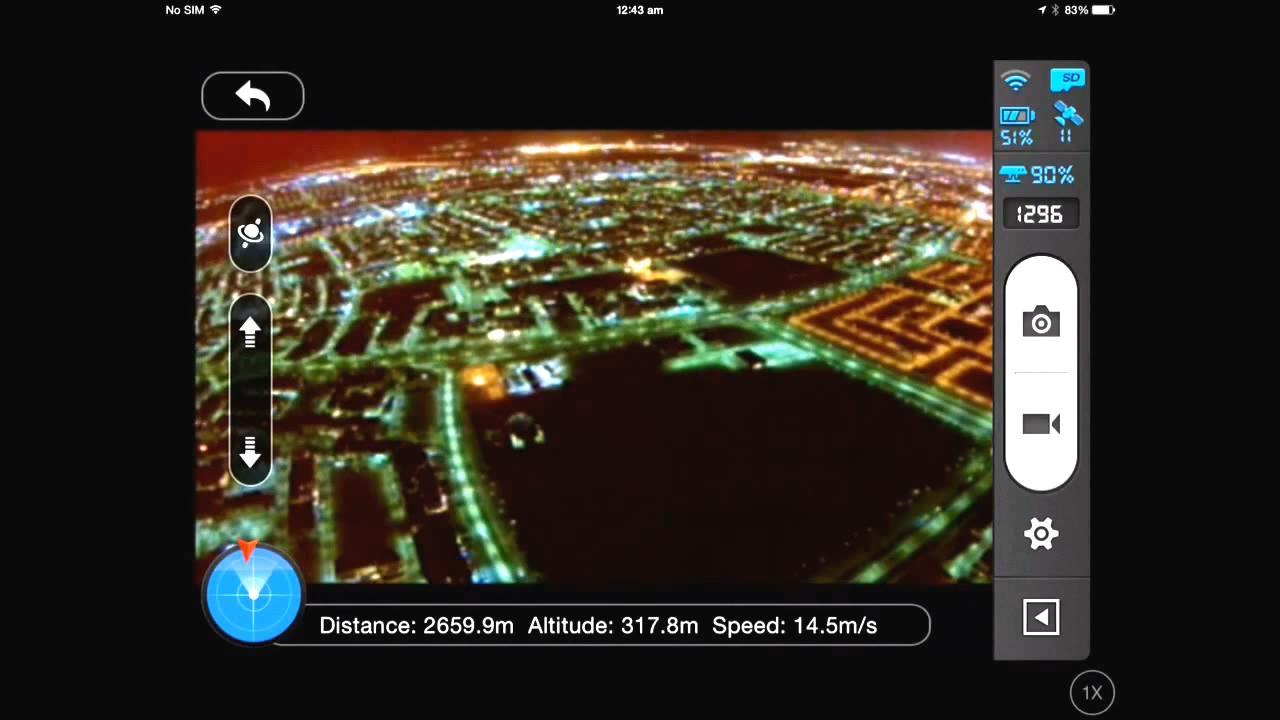 No SIM 12:43 am 83%
SD
51% 11
90%
1296
Distance: 2659.9m Altitude: 317.8m Speed: 14.5m/s
1X